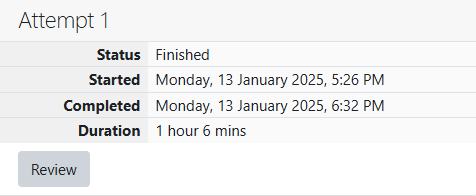 Attempt 1
Status Finished
Started Monday, 13 January 2025, 5:26 PM
Completed Monday, 13 January 2025, 6:32 PM
Duration 1 hour 6 mins
Review